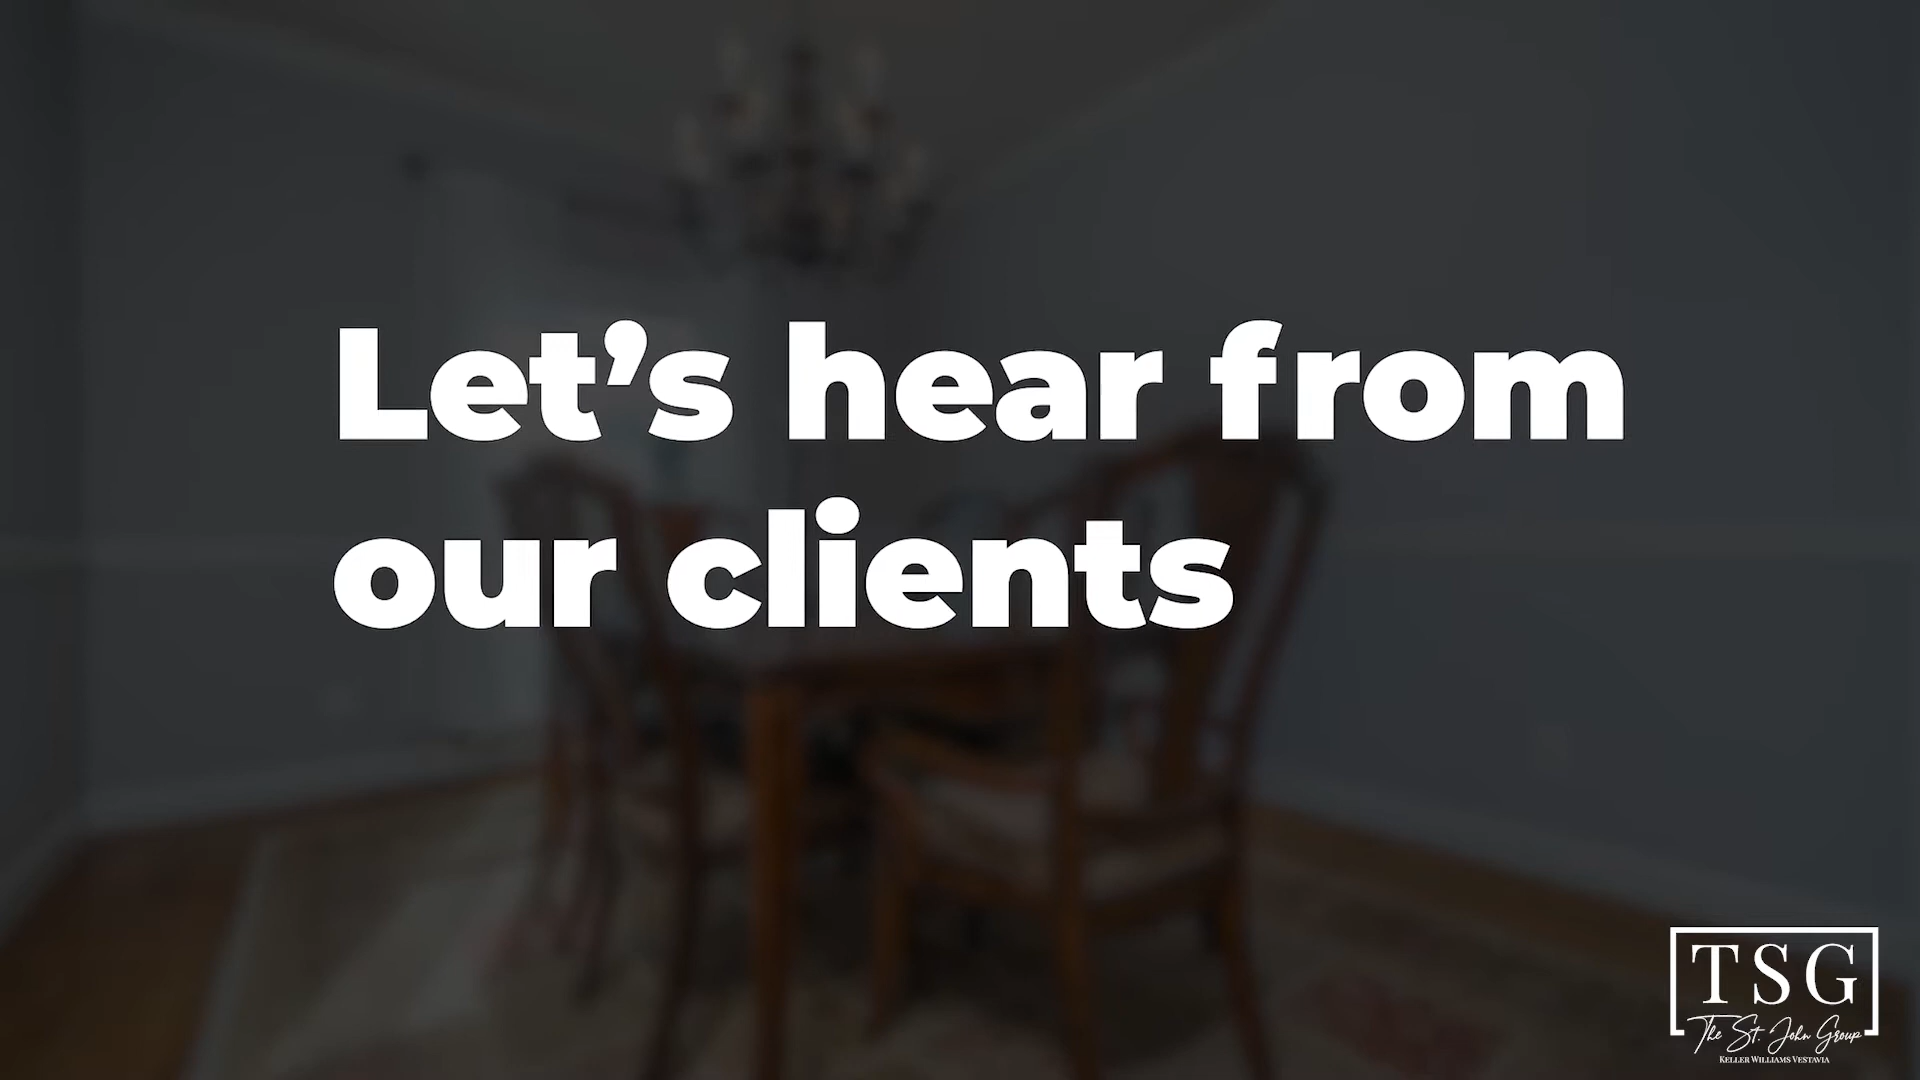 Let’s hear from
our clients
TSG
The St. John Group
KELLER WILLIAMS VESTAVIA